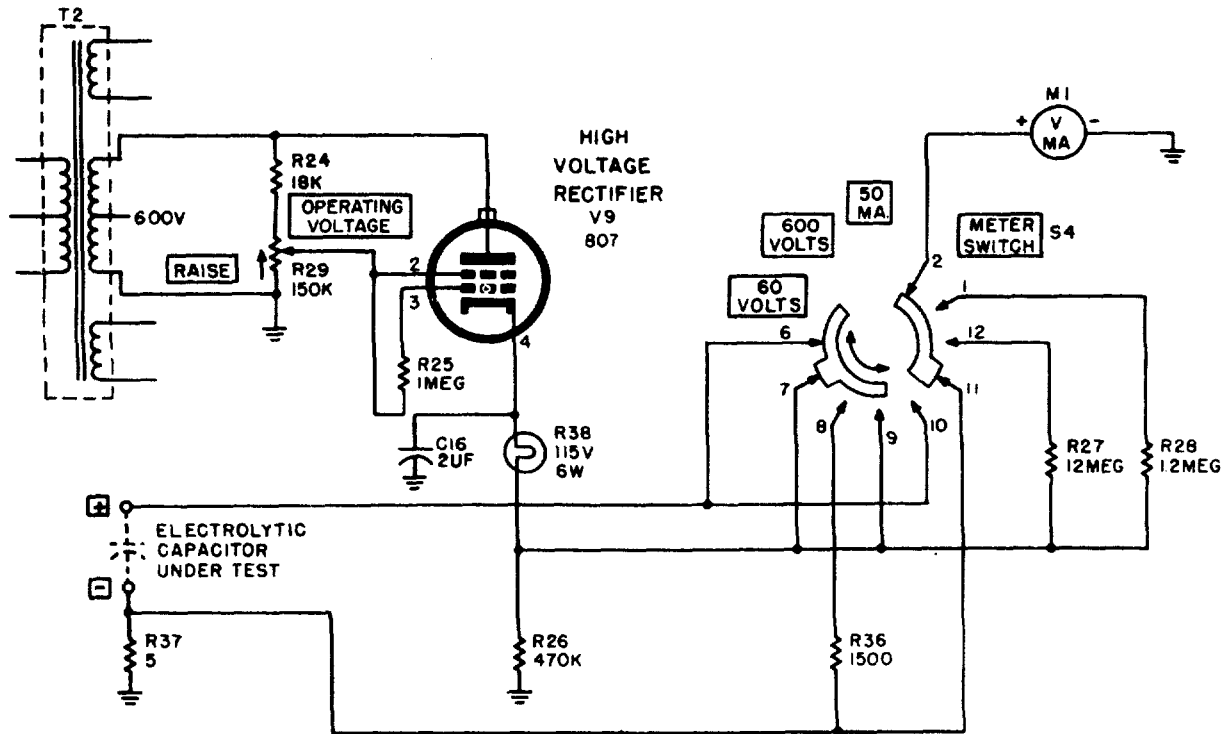 T2
600V
R24
18K
OPERATING
VOLTAGE
RAISE
R29
150K
HIGH
VOLTAGE
RECTIFIER
V9
807
2
3
4
R25
1MEG
C16
2UF
R38
115V
6W
+
ELECTROLYTIC
CAPACITOR
UNDER TEST
-
R37
5
R26
470K
M1
+
V
MA
-
50
MA.
600
VOLTS
60
VOLTS
METER
SWITCH
S4
2
1
6
12
7
11
8
9
10
R27
12MEG
R28
1.2MEG
R36
1500